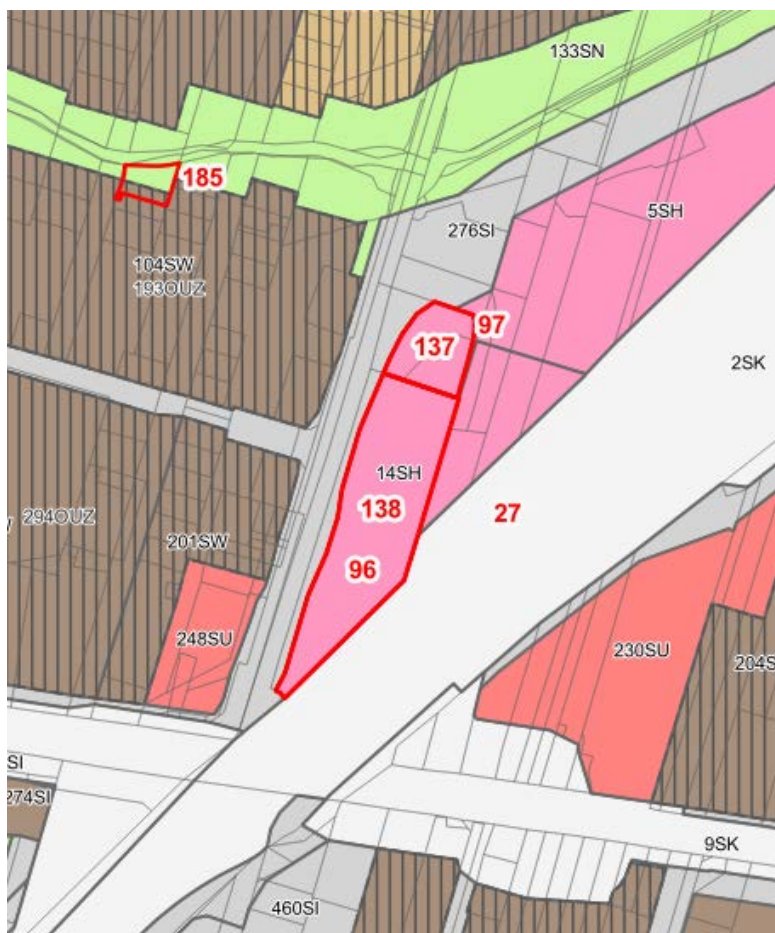 133SN
185
5SH
276SI
104SW
193OUZ
97
137
2SK
14SH
138
27
294OUZ
201SW
96
248SU
230SU
204S
SI
274SI
9SK
460SI